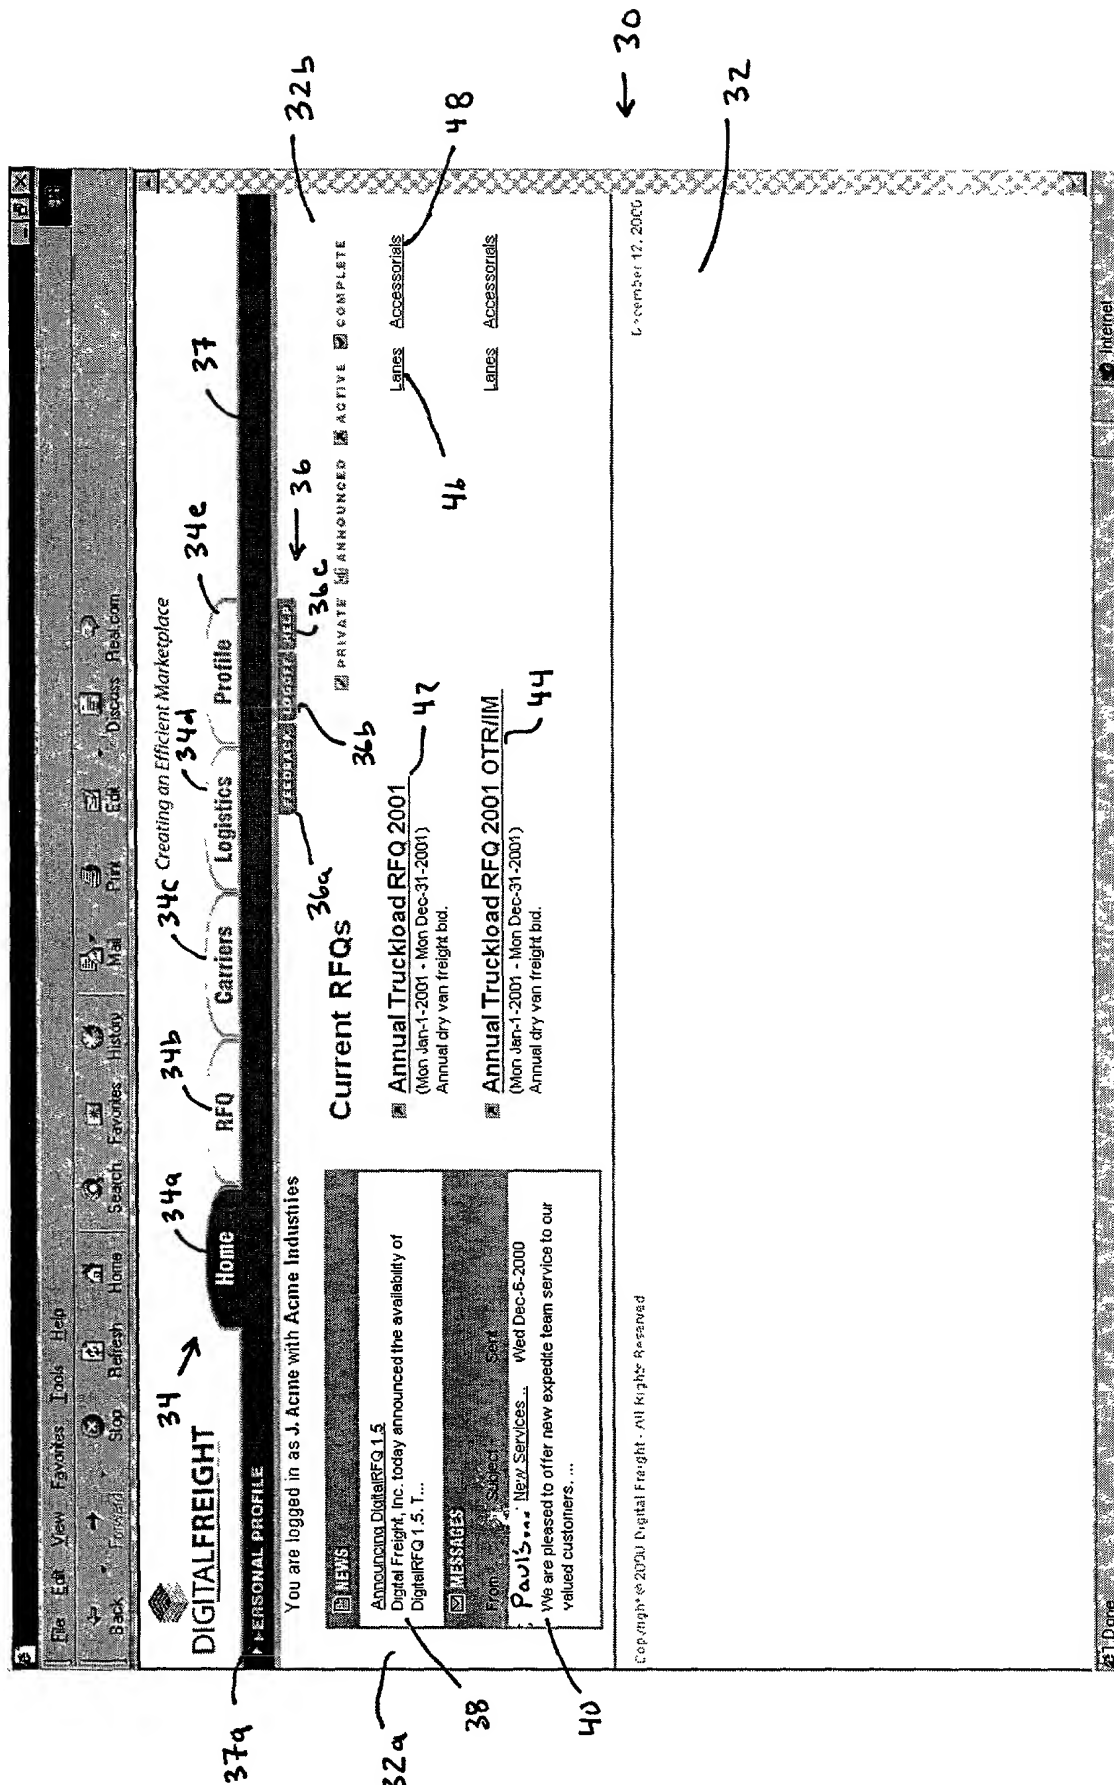 File Edit View Favorites Tools Help
Back Forward Stop Refresh Home Search Favorites History Mail Print Edit Discuss Real.com
DIGITALFREIGHT
Creating an Efficient Marketplace
34
34a
34b
34c
34d
34e
37
Home RFQ Carriers Logistics Profile
37a
PERSONAL PROFILE
You are logged in as J. Acme with Acme Industries
HELP
36a
36b
36c
36
32b
Current RFQs
PRIVATE ANNOUNCED ACTIVE COMPLETE
32a
NEWS
Announcing DigitalRFQ 1.5
Digital Freight, Inc. today announced the availability of
DigitalRFQ 1.5. T...
38
MESSAGES
From Subject Sent
Paulsons New Services... Wed Dec-6-2000
We are pleased to offer new expedite team service to our
valued customers. ...
40
Annual Truckload RFQ 2001 Lanes Accessorials
42
46
48
(Mon Jan-1-2001 - Mon Dec-31-2001)
Annual dry van freight bid.
Annual Truckload RFQ 2001 OTR/IM Lanes Accessorials
44
(Mon Jan-1-2001 - Mon Dec-31-2001)
Annual dry van freight bid.
30
Copyright © 2000 Digital Freight - All Rights Reserved December 12, 2000
32
Done Internet